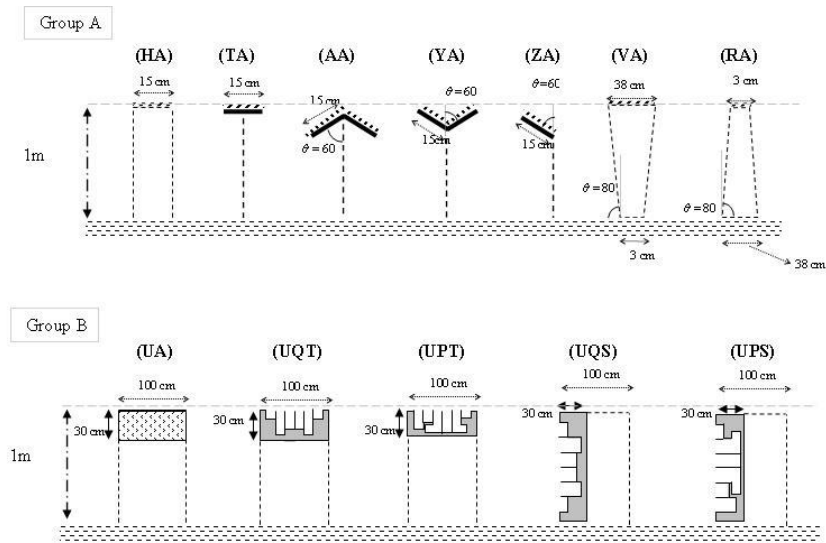 Group A
(HA) (TA) (AA) (YA) (ZA) (VA) (RA)
15 cm 15 cm 15 cm ϑ = 60 ϑ = 60 38 cm 3 cm
1m
ϑ = 60 15cm 15 cm
ϑ = 80 ϑ = 80
3 cm 38 cm
Group B
(UA) (UQT) (UPT) (UQS) (UPS)
100 cm 100 cm 100 cm 100 cm 100 cm
30 cm 30 cm 30 cm 30 cm 30 cm
1m